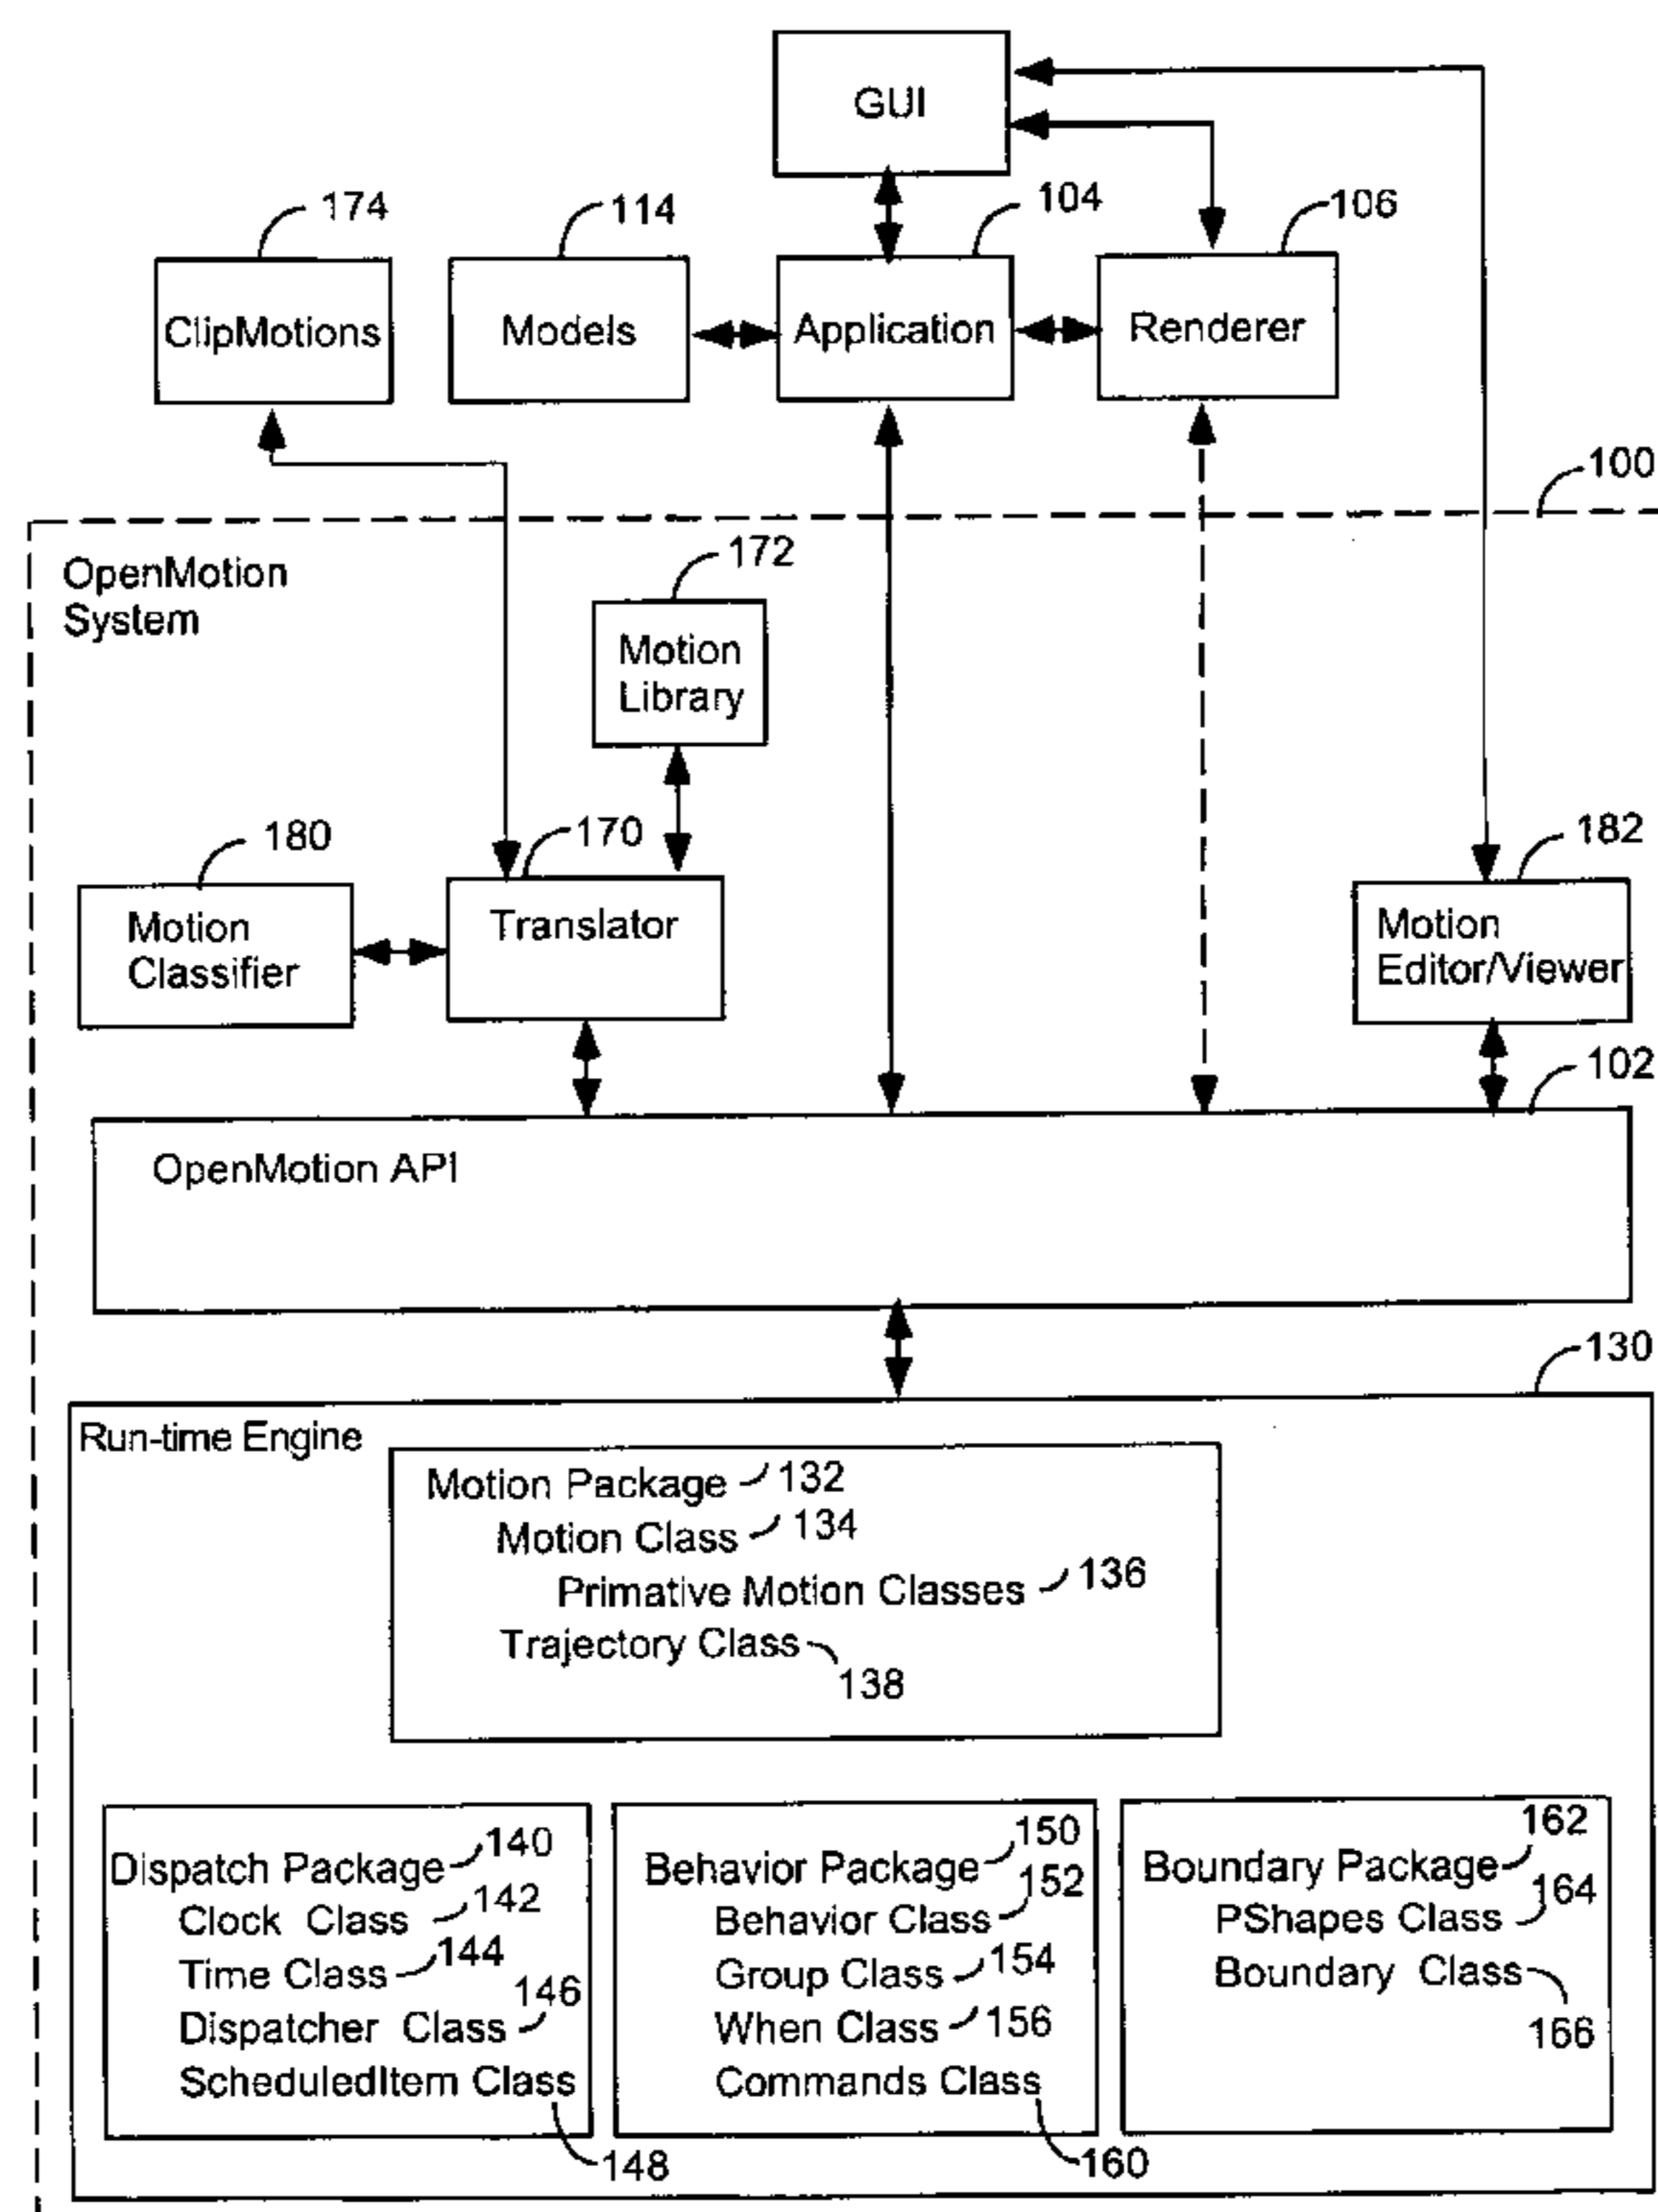 GUI
174
114
104
106
ClipMotions
Models
Application
Renderer
100
OpenMotion
System
172
Motion
Library
180
170
182
Motion
Classifier
Translator
Motion
Editor/Viewer
102
OpenMotion API
130
Run-time Engine
Motion Package 132
Motion Class 134
Primative Motion Classes 136
Trajectory Class
138
Dispatch Package 140
Clock Class 142
Time Class 144
Dispatcher Class 146
ScheduledItem Class
148
Behavior Package 150
Behavior Class 152
Group Class 154
When Class 156
Commands Class
160
Boundary Package 162
PShapes Class 164
Boundary Class
166